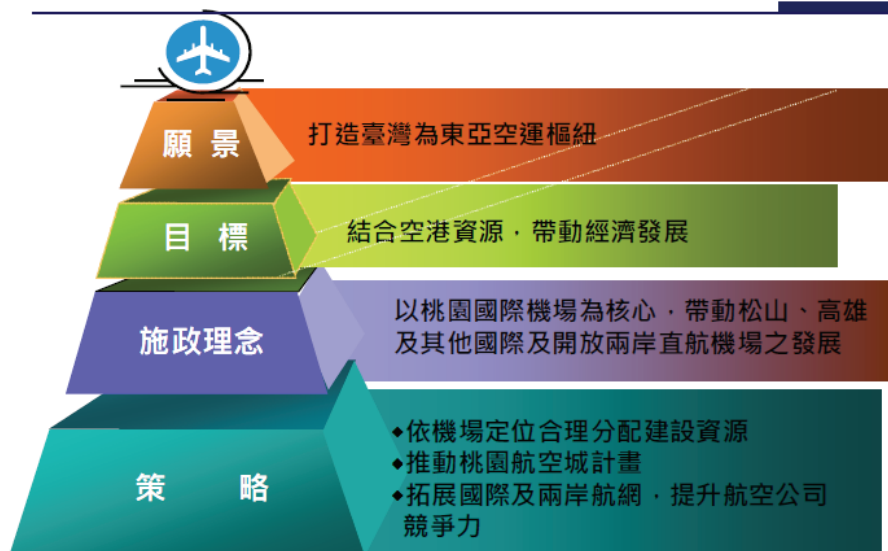 願 景
打造臺灣為東亞空運樞紐
目 標
結合空港資源，帶動經濟發展
施政理念
以桃園國際機場為核心，帶動松山、高雄
及其他國際及開放兩岸直航機場之發展
策 略
◆依機場定位合理分配建設資源
◆推動桃園航空城計畫
◆拓展國際及兩岸航網，提升航空公司
競爭力